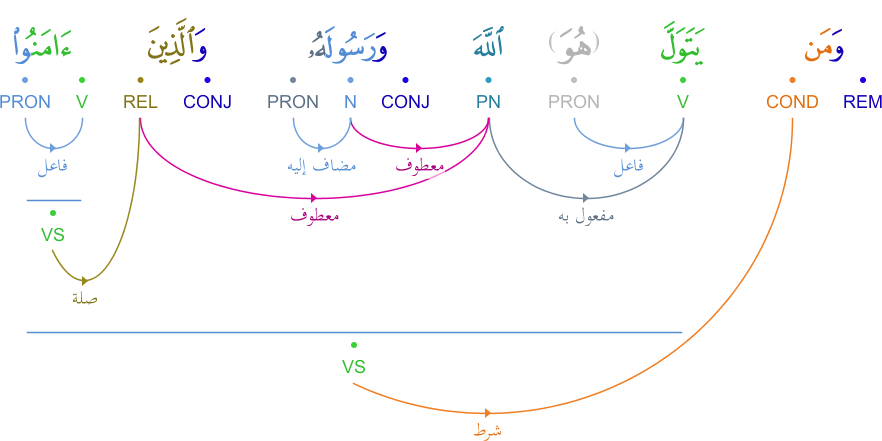 وَمَن يَتَوَلَّ (هُوَ) ٱللَّهَ وَرَسُولَهُۥ وَٱلَّذِينَ ءَامَنُوا۟
REM COND V PRON PN CONJ N PRON CONJ REL V PRON
فاعل معطوف مضاف إليه فاعل
مفعول به معطوف
VS
صلة
VS
شرط